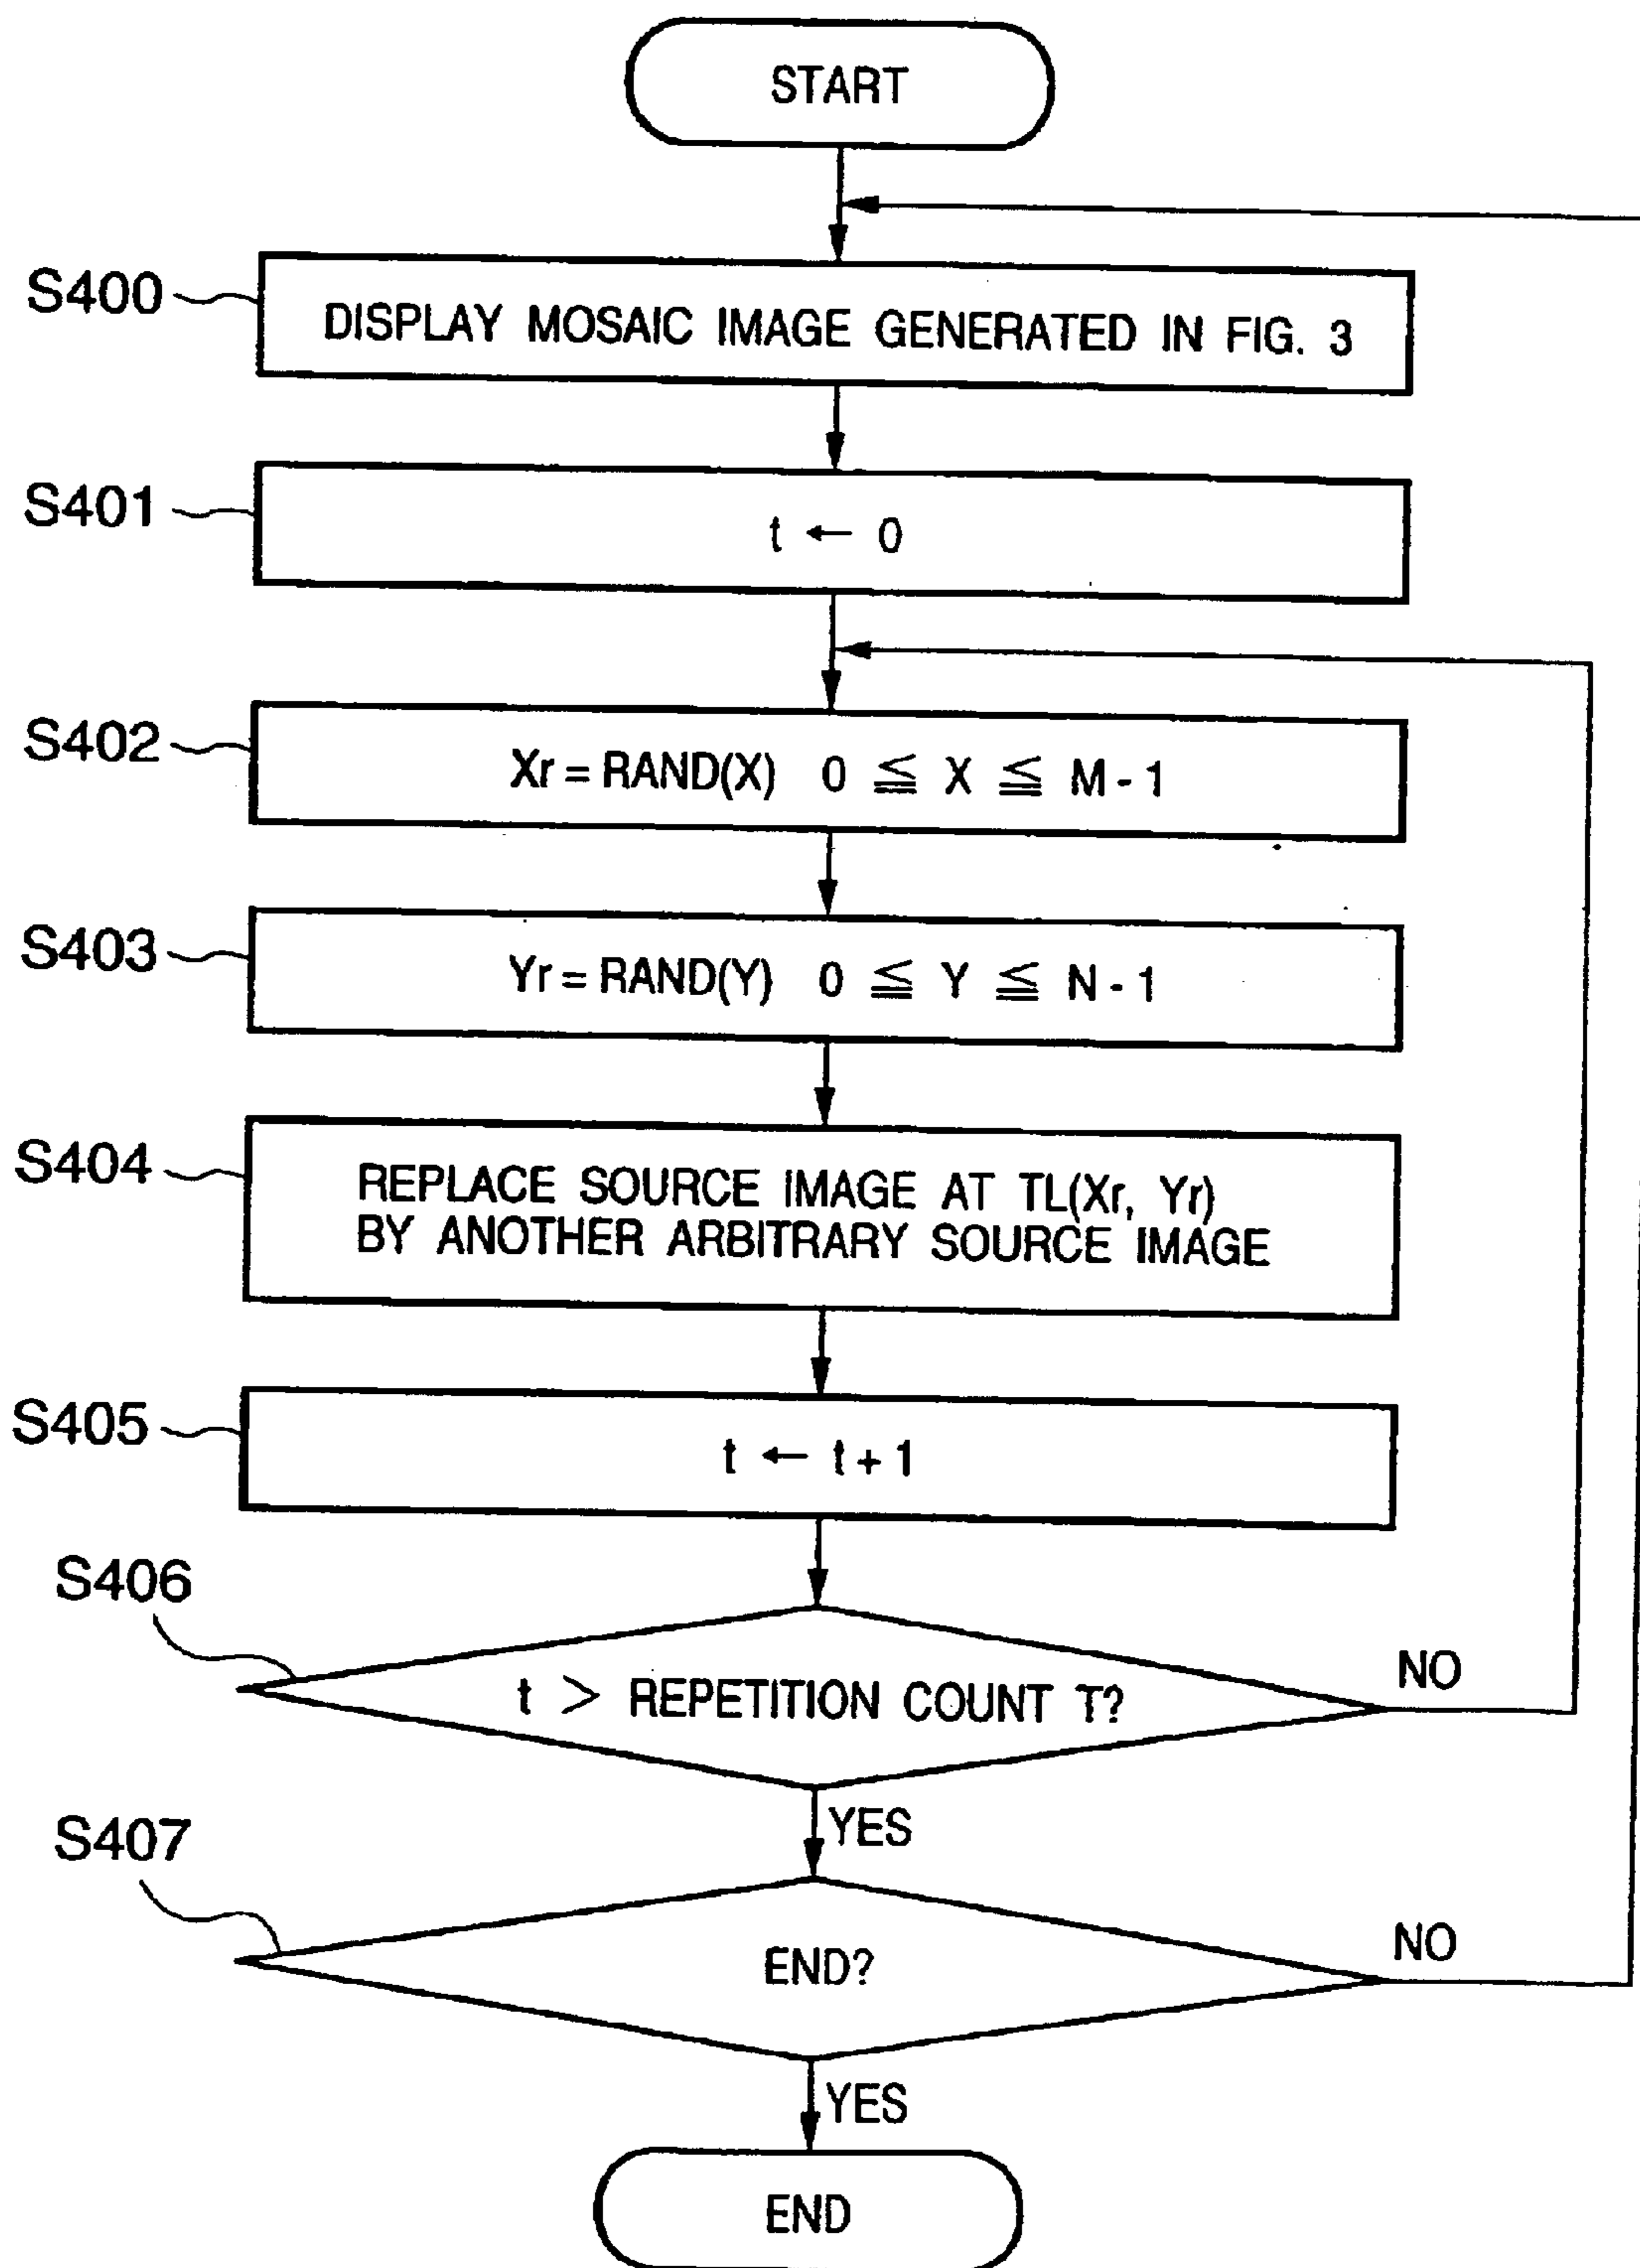 START
S400
DISPLAY MOSAIC IMAGE GENERATED IN FIG. 3
S401
t ← 0
S402
Xr = RAND(X) 0 ≦ X ≦ M - 1
S403
Yr = RAND(Y) 0 ≦ Y ≦ N - 1
S404
REPLACE SOURCE IMAGE AT TL(Xr, Yr)
BY ANOTHER ARBITRARY SOURCE IMAGE
S405
t ← t + 1
S406
t > REPETITION COUNT T?
NO
YES
S407
END?
NO
YES
END